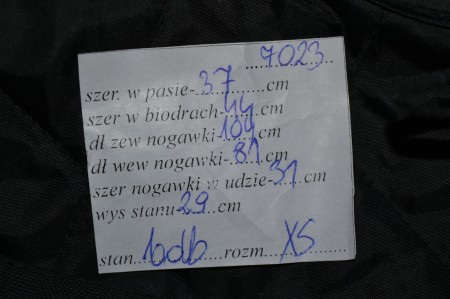 ..........7023...
szer. w pasie-.37............cm
szer w biodrach-.44....cm
dł zew nogawki-104.....cm
dł wew nogawki-.81...cm
szer nogawki w udzie-.31.cm
wys stanu-.29...cm
stan....bdb......rozm....XS..........